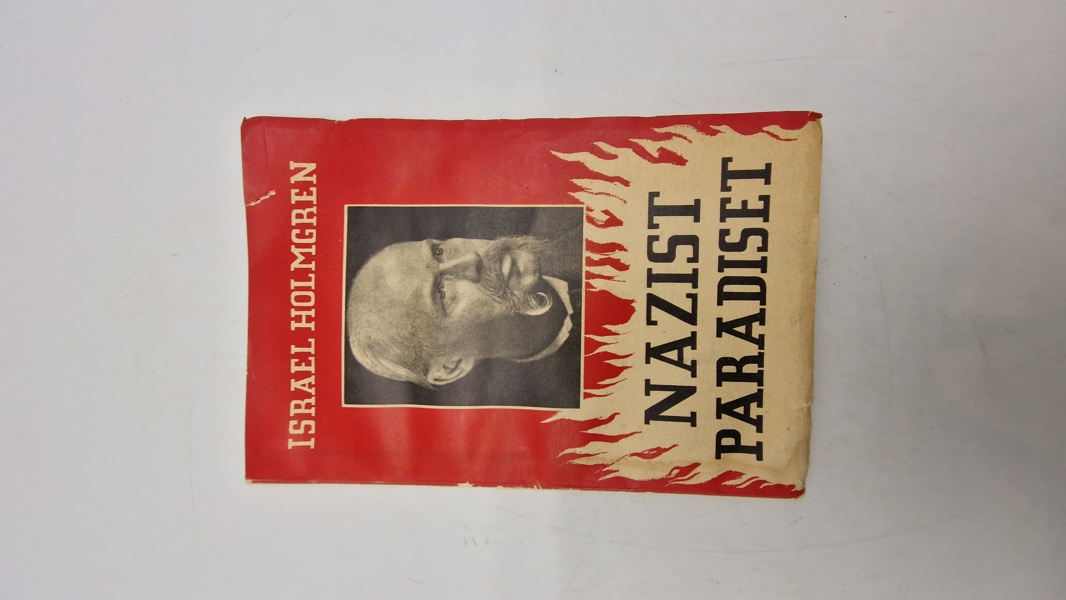 ISRAEL HOLMGREN
NAZIST
PARADISET